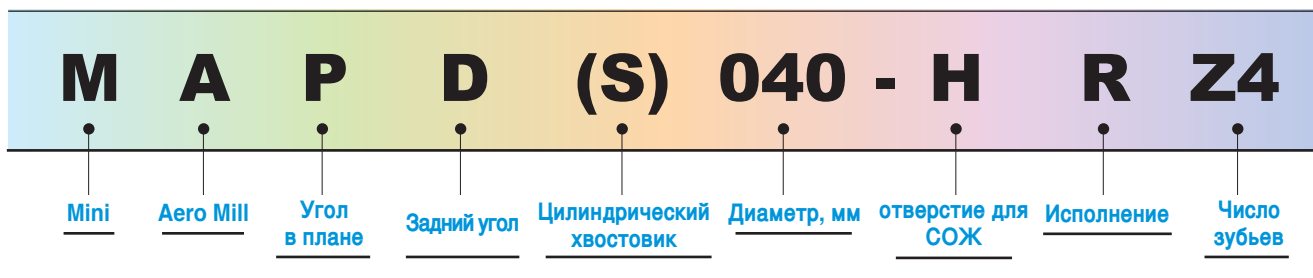 M A P D (S) 040 - H R Z4
Mini Aero Mill Угол в плане Задний угол Цилиндрический хвостовик Диаметр, мм отверстие для СОЖ Исполнение Число зубьев